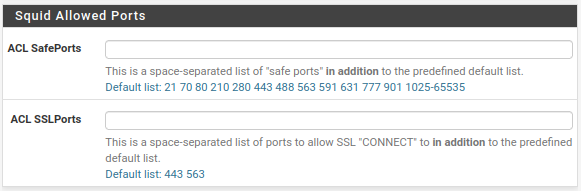 Squid Allowed Ports
ACL SafePorts
This is a space-separated list of "safe ports" in addition to the predefined default list.
Default list: 21 70 80 210 280 443 488 563 591 631 777 901 1025-65535
ACL SSLPorts
This is a space-separated list of ports to allow SSL "CONNECT" to in addition to the predefined
default list.
Default list: 443 563